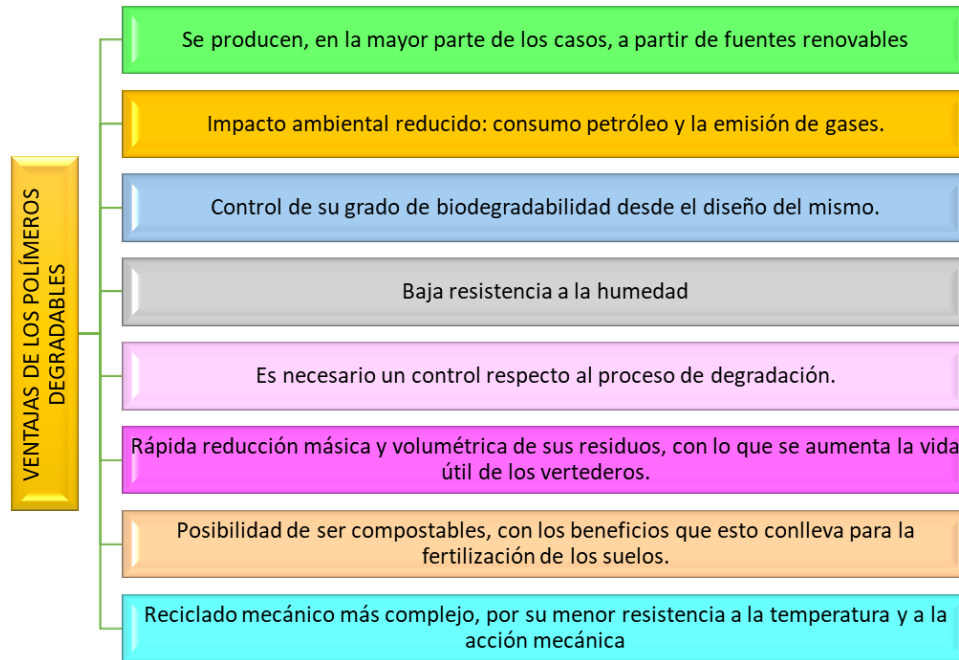 VENTAJAS DE LOS POLÍMEROS
DEGRADABLES
Se producen, en la mayor parte de los casos, a partir de fuentes renovables
Impacto ambiental reducido: consumo petróleo y la emisión de gases.
Control de su grado de biodegradabilidad desde el diseño del mismo.
Baja resistencia a la humedad
Es necesario un control respecto al proceso de degradación.
Rápida reducción másica y volumétrica de sus residuos, con lo que se aumenta la vida
útil de los vertederos.
Posibilidad de ser compostables, con los beneficios que esto conlleva para la
fertilización de los suelos.
Reciclado mecánico más complejo, por su menor resistencia a la temperatura y a la
acción mecánica